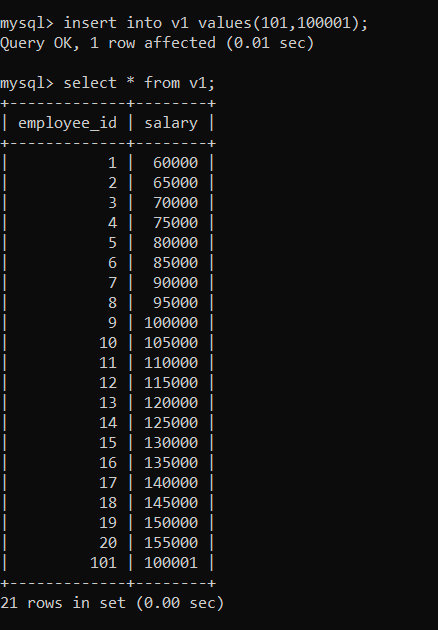 mysql> insert into v1 values(101,100001);
Query OK, 1 row affected (0.01 sec)
mysql> select * from v1;
+-------------+--------+
| employee_id | salary |
+-------------+--------+
|           1 |  60000 |
|           2 |  65000 |
|           3 |  70000 |
|           4 |  75000 |
|           5 |  80000 |
|           6 |  85000 |
|           7 |  90000 |
|           8 |  95000 |
|           9 | 100000 |
|          10 | 105000 |
|          11 | 110000 |
|          12 | 115000 |
|          13 | 120000 |
|          14 | 125000 |
|          15 | 130000 |
|          16 | 135000 |
|          17 | 140000 |
|          18 | 145000 |
|          19 | 150000 |
|          20 | 155000 |
|         101 | 100001 |
+-------------+--------+
21 rows in set (0.00 sec)